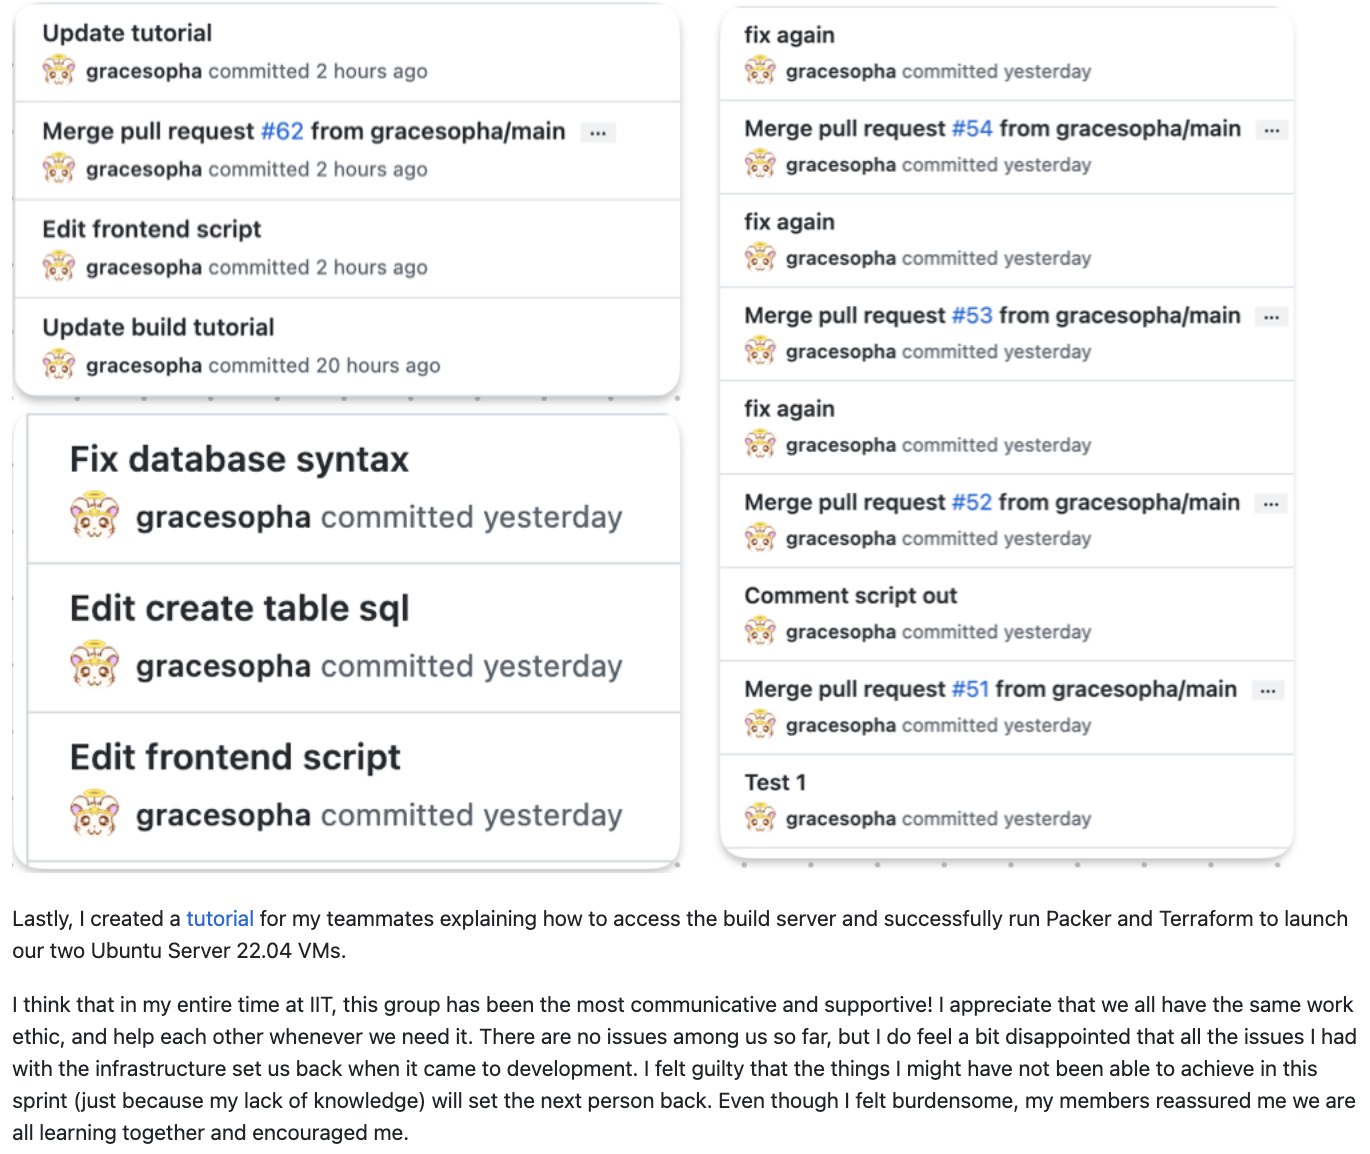 Update tutorial
gracesopha committed 2 hours ago
Merge pull request #62 from gracesopha/main ...
gracesopha committed 2 hours ago
Edit frontend script
gracesopha committed 2 hours ago
Update build tutorial
gracesopha committed 20 hours ago
Fix database syntax
gracesopha committed yesterday
Edit create table sql
gracesopha committed yesterday
Edit frontend script
gracesopha committed yesterday
fix again
gracesopha committed yesterday
Merge pull request #54 from gracesopha/main ...
gracesopha committed yesterday
fix again
gracesopha committed yesterday
Merge pull request #53 from gracesopha/main ...
gracesopha committed yesterday
fix again
gracesopha committed yesterday
Merge pull request #52 from gracesopha/main ...
gracesopha committed yesterday
Comment script out
gracesopha committed yesterday
Merge pull request #51 from gracesopha/main ...
gracesopha committed yesterday
Test 1
gracesopha committed yesterday
Lastly, I created a tutorial for my teammates explaining how to access the build server and successfully run Packer and Terraform to launch
our two Ubuntu Server 22.04 VMs.
I think that in my entire time at IIT, this group has been the most communicative and supportive! I appreciate that we all have the same work
ethic, and help each other whenever we need it. There are no issues among us so far, but I do feel a bit disappointed that all the issues I had
with the infrastructure set us back when it came to development. I felt guilty that the things I might have not been able to achieve in this
sprint (just because my lack of knowledge) will set the next person back. Even though I felt burdensome, my members reassured me we are
all learning together and encouraged me.